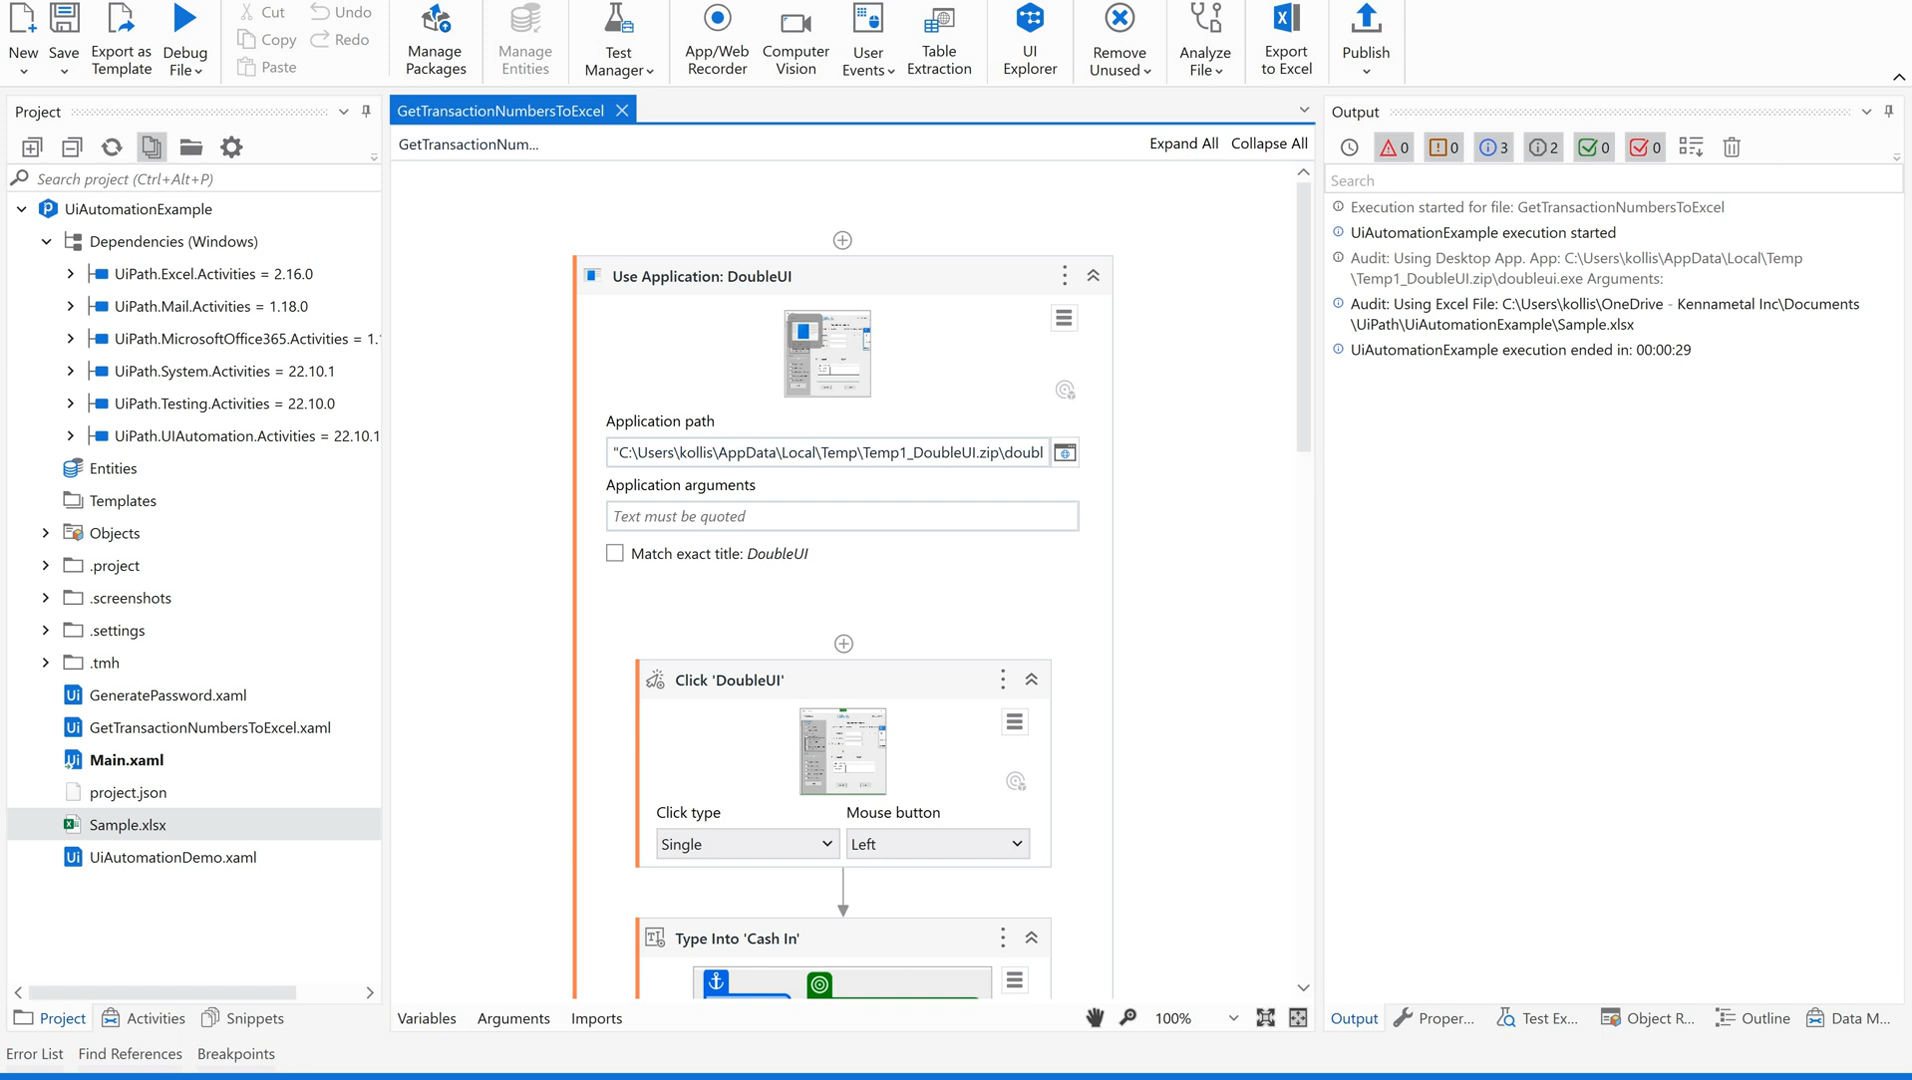 New
Save
Export as
Template
Debug
File
Cut
Copy
Paste
Undo
Redo
Manage
Packages
Manage
Entities
Test
Manager
App/Web
Recorder
Computer
Vision
User
Events
Table
Extraction
UI
Explorer
Remove
Unused
Analyze
File
Export
to Excel
Publish
Project
Search project (Ctrl+Alt+P)
UiAutomationExample
Dependencies (Windows)
UiPath.Excel.Activities = 2.16.0
UiPath.Mail.Activities = 1.18.0
UiPath.MicrosoftOffice365.Activities = 1.
UiPath.System.Activities = 22.10.1
UiPath.Testing.Activities = 22.10.0
UiPath.UIAutomation.Activities = 22.10.1
Entities
Templates
Objects
.project
.screenshots
.settings
.tmh
GeneratePassword.xaml
GetTransactionNumbersToExcel.xaml
Main.xaml
project.json
Sample.xlsx
UiAutomationDemo.xaml
Project
Activities
Snippets
Error List
Find References
Breakpoints
GetTransactionNumbersToExcel
GetTransactionNum...
Expand All
Collapse All
Use Application: DoubleUI
Application path
"C:\Users\kollis\AppData\Local\Temp\Temp1_DoubleUI.zip\doubl
Application arguments
Text must be quoted
Match exact title: DoubleUI
Click 'DoubleUI'
Click type
Mouse button
Single
Left
Type Into 'Cash In'
Variables
Arguments
Imports
100%
Output
0
0
3
2
0
0
Search
Execution started for file: GetTransactionNumbersToExcel
UiAutomationExample execution started
Audit: Using Desktop App. App: C:\Users\kollis\AppData\Local\Temp
\Temp1_DoubleUI.zip\doubleui.exe Arguments:
Audit: Using Excel File: C:\Users\kollis\OneDrive - Kennametal Inc\Documents
\UiPath\UiAutomationExample\Sample.xlsx
UiAutomationExample execution ended in: 00:00:29
Output
Proper...
Test Ex...
Object R...
Outline
Data M...